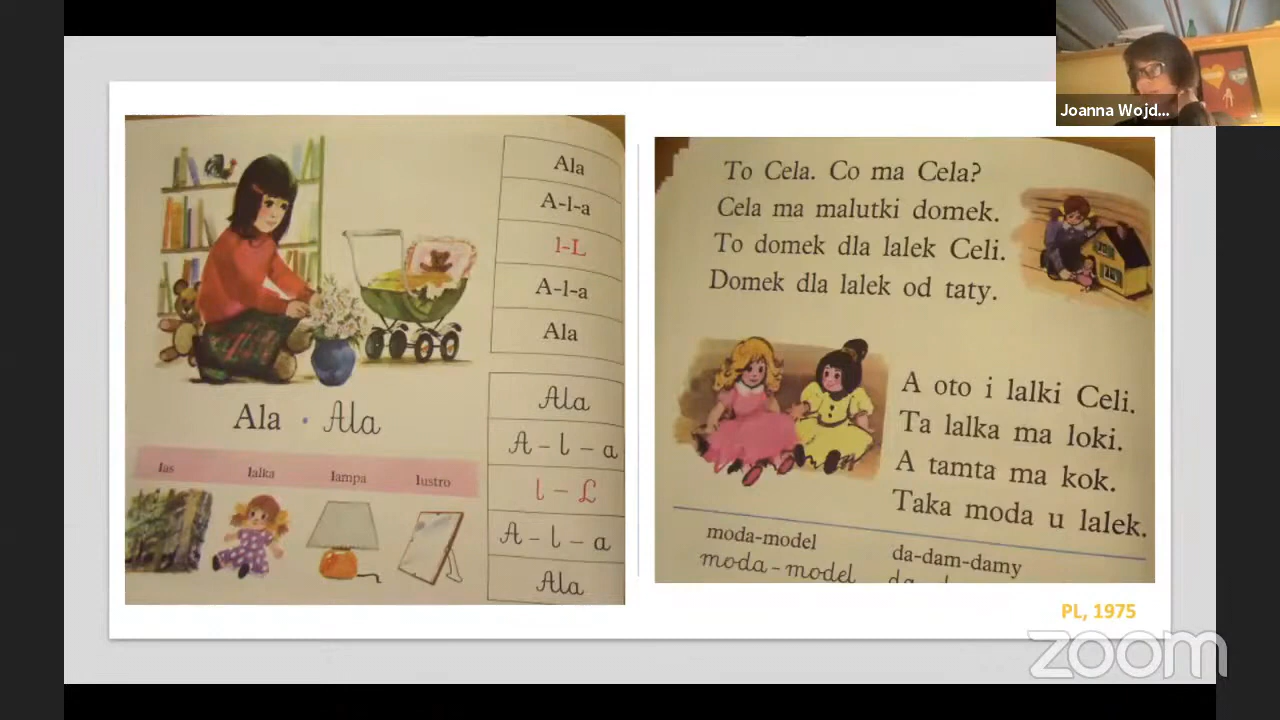 Joanna Wojd...
Ala
A-l-a
l-L
A-l-a
Ala
Ala
A - l - a
l - L
A - l - a
Ala
Ala · Ala
las lalka lampa lustro
To Cela. Co ma Cela?
Cela ma malutki domek.
To domek dla lalek Celi.
Domek dla lalek od taty.
A oto i lalki Celi.
Ta lalka ma loki.
A tamta ma kok.
Taka moda u lalek.
moda-model
moda-model
da-dam-damy
PL, 1975
zoom